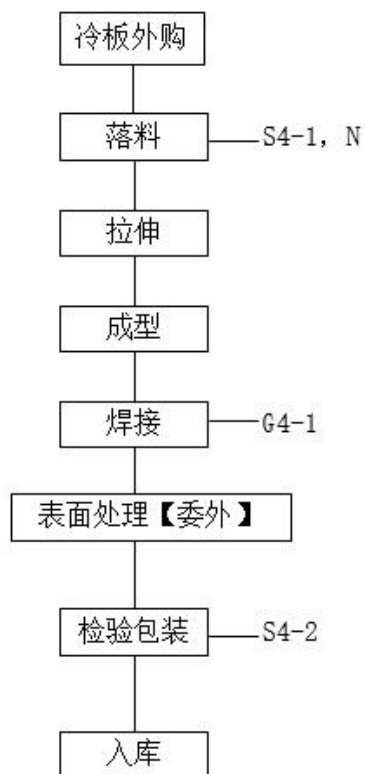 冷板外购
落料
S4-1, N
拉伸
成型
焊接
G4-1
表面处理【委外】
检验包装
S4-2
入库